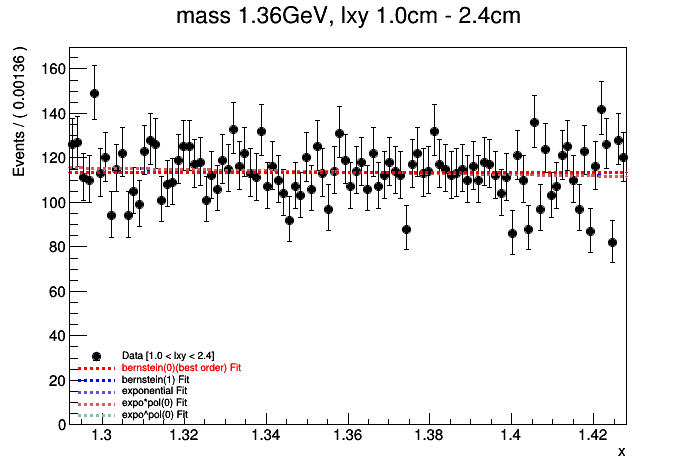 mass 1.36GeV, lxy 1.0cm - 2.4cm
Events / ( 0.00136 )
160
140
120
100
80
60
40
20
0
Data [1.0 < lxy < 2.4]
bernstein(0)(best order) Fit
bernstein(1) Fit
exponential Fit
expo*pol(0) Fit
expo^pol(0) Fit
1.3 1.32 1.34 1.36 1.38 1.4 1.42
x